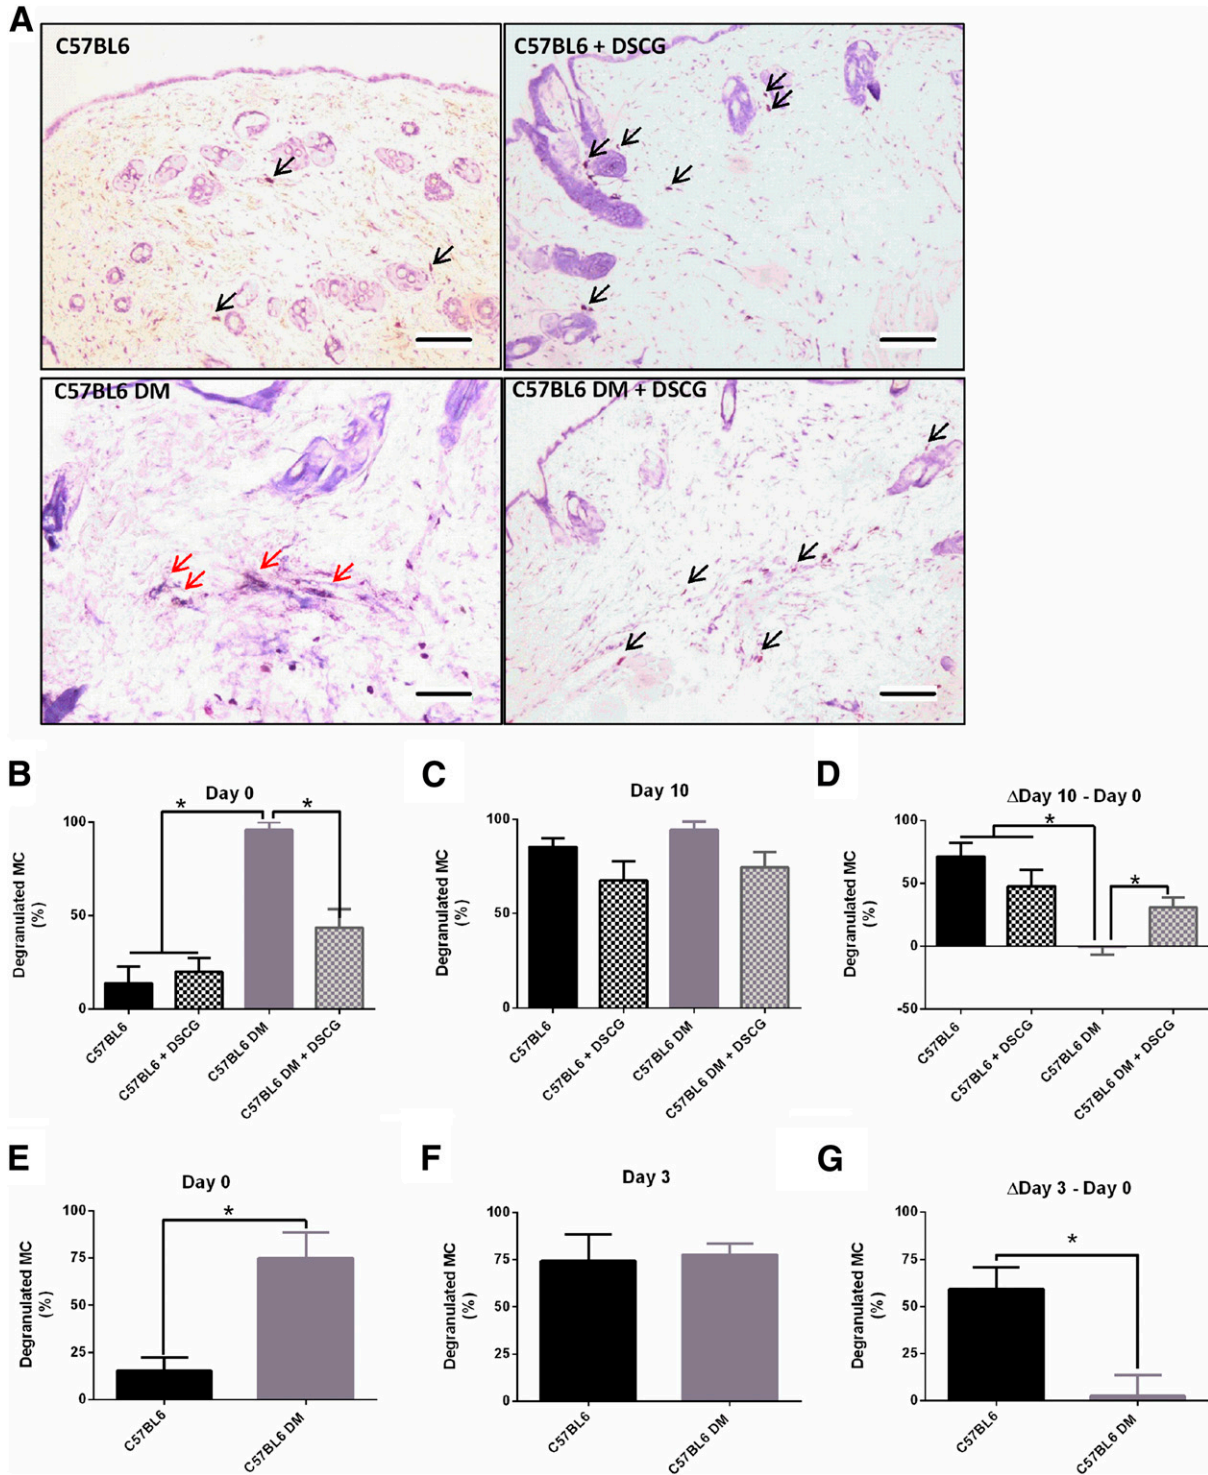 A
C57BL6
C57BL6 + DSCG
C57BL6 DM
C57BL6 DM + DSCG
B
Day 0
*
*
Degranulated MC
(%)
100
50
0
C57BL6
C57BL6 + DSCG
C57BL6 DM
C57BL6 DM + DSCG
C
Day 10
Degranulated MC
(%)
100
50
0
C57BL6
C57BL6 + DSCG
C57BL6 DM
C57BL6 DM + DSCG
D
ΔDay 10 - Day 0
*
*
Degranulated MC
(%)
100
50
0
-50
C57BL6
C57BL6 + DSCG
C57BL6 DM
C57BL6 DM + DSCG
E
Day 0
*
Degranulated MC
(%)
100
75
50
25
0
C57BL6
C57BL6 DM
F
Day 3
Degranulated MC
(%)
100
75
50
25
0
C57BL6
C57BL6 DM
G
ΔDay 3 - Day 0
*
Degranulated MC
(%)
100
75
50
25
0
C57BL6
C57BL6 DM